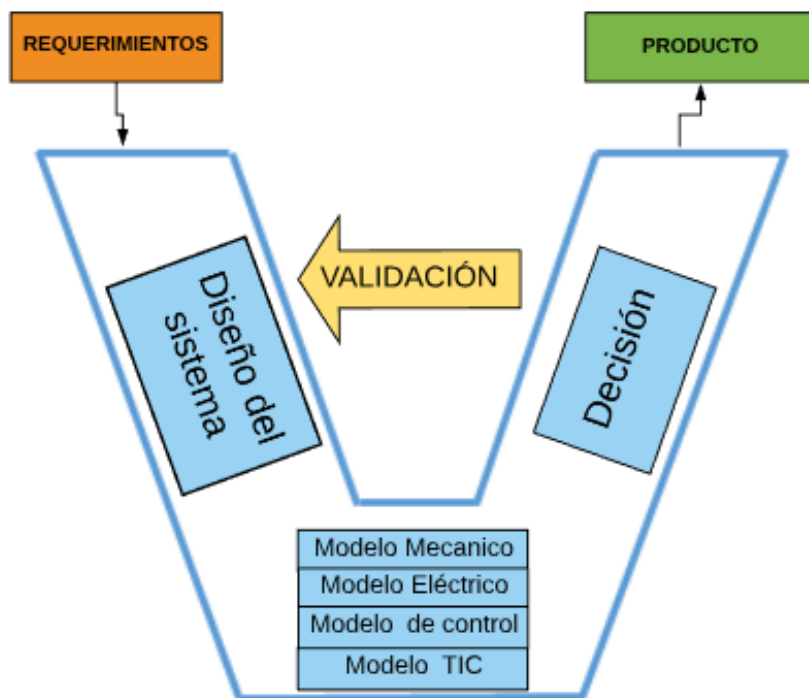 REQUERIMIENTOS
PRODUCTO
VALIDACIÓN
Diseño del
sistema
Decisión
Modelo Mecanico
Modelo Eléctrico
Modelo de control
Modelo TIC